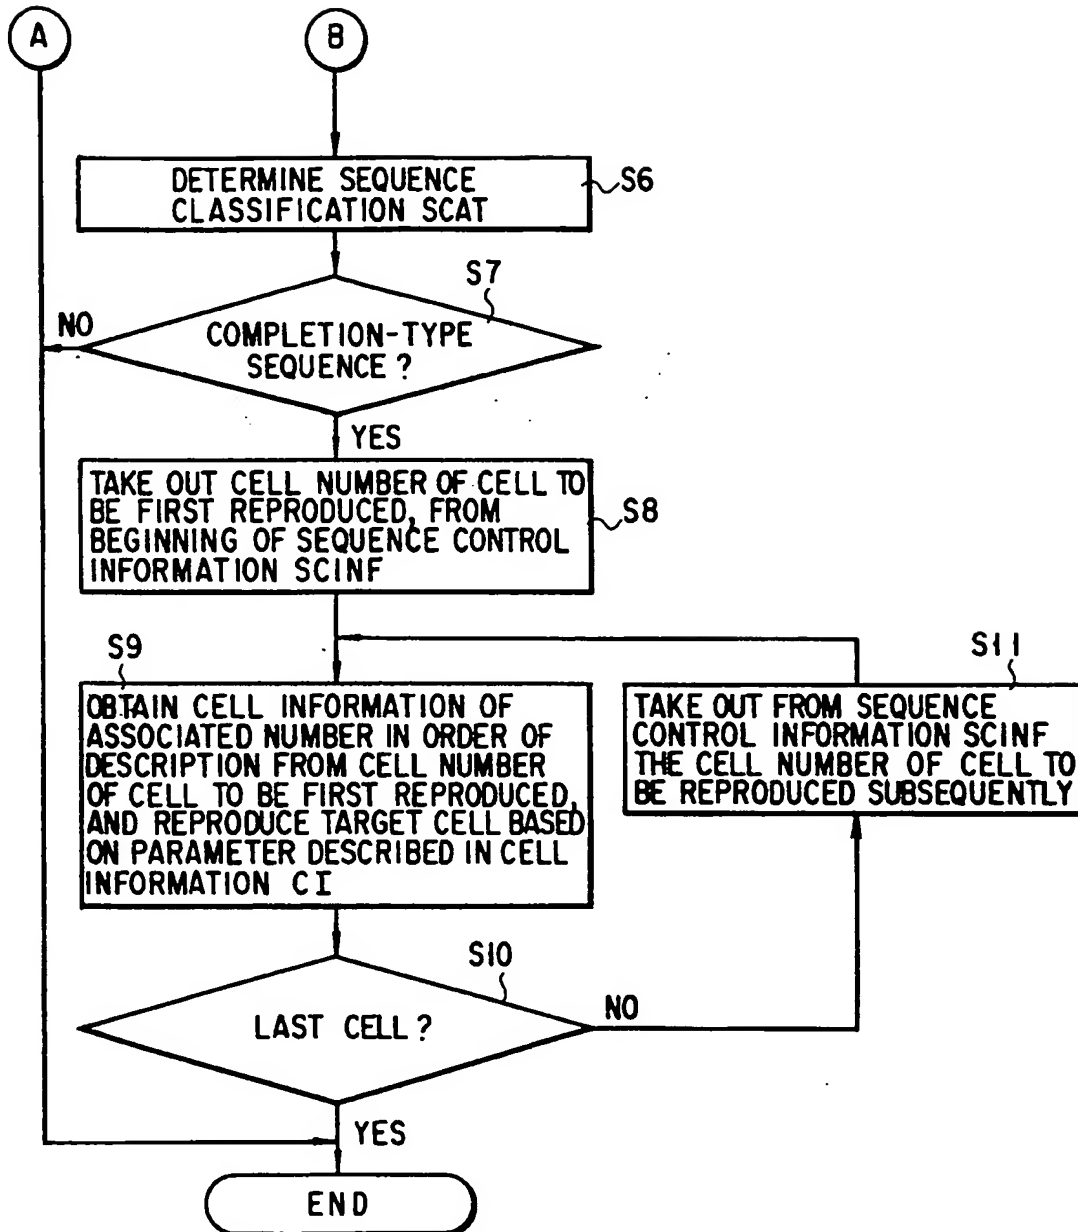 A
B
DETERMINE SEQUENCE
CLASSIFICATION SCAT
S6
S7
NO
COMPLETION-TYPE
SEQUENCE?
YES
TAKE OUT CELL NUMBER OF CELL TO
BE FIRST REPRODUCED, FROM
BEGINNING OF SEQUENCE CONTROL
INFORMATION SCINF
S8
S9
OBTAIN CELL INFORMATION OF
ASSOCIATED NUMBER IN ORDER OF
DESCRIPTION FROM CELL NUMBER
OF CELL TO BE FIRST REPRODUCED,
AND REPRODUCE TARGET CELL BASED
ON PARAMETER DESCRIBED IN CELL
INFORMATION CI
S11
TAKE OUT FROM SEQUENCE
CONTROL INFORMATION SCINF
THE CELL NUMBER OF CELL TO
BE REPRODUCED SUBSEQUENTLY
S10
LAST CELL?
NO
YES
END